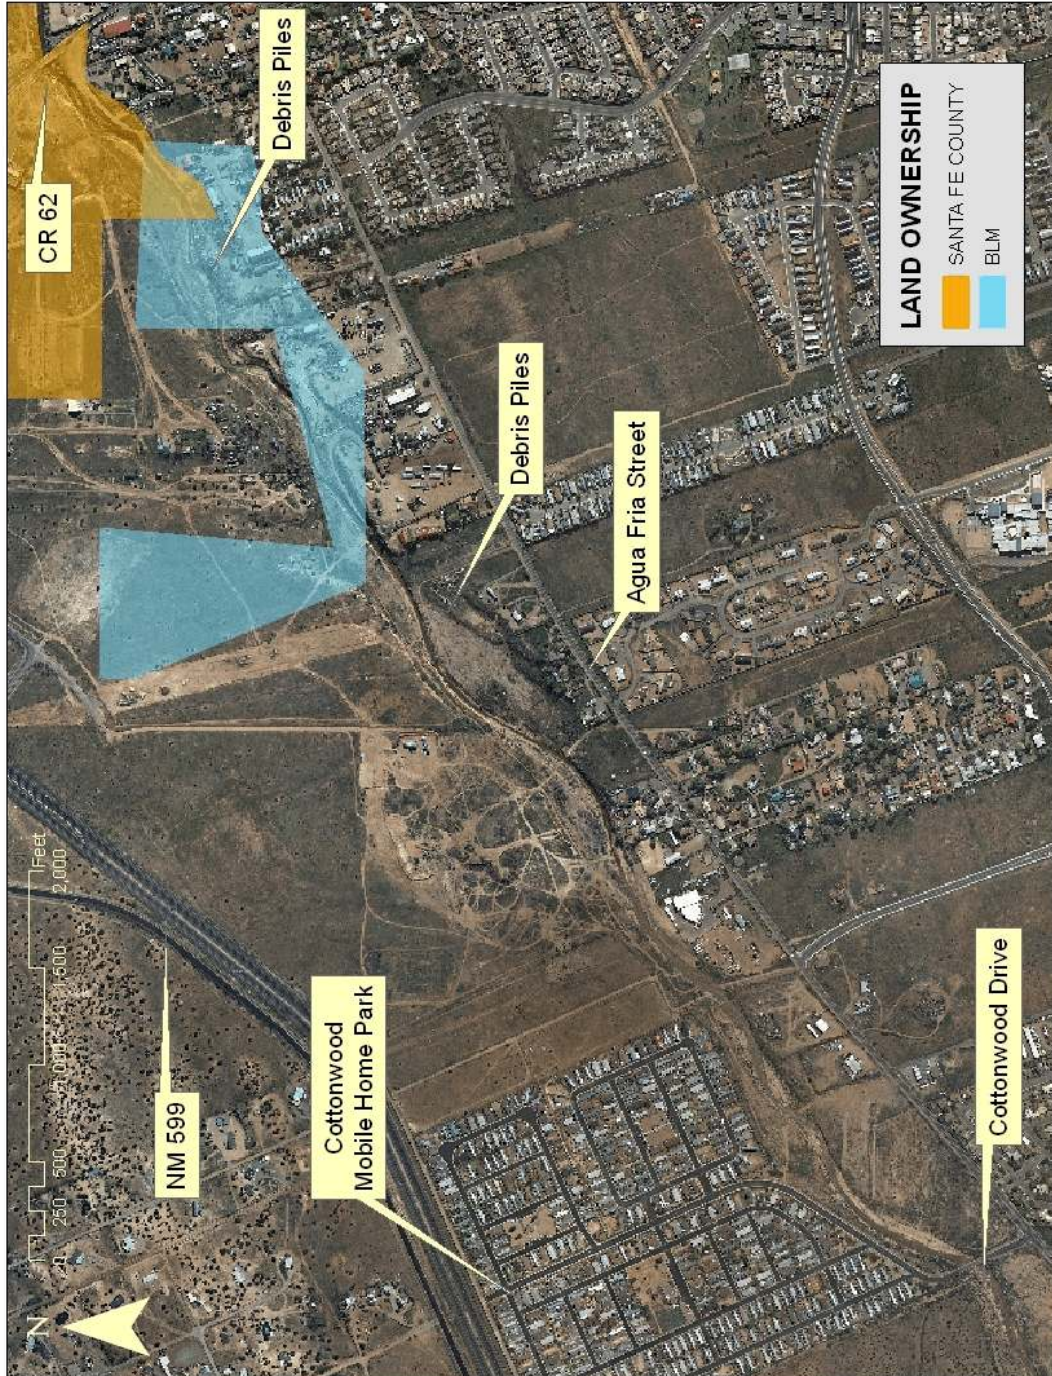 N
0 250 500 1,000 1,500 2,000
Feet
NM 599
Cottonwood
Mobile Home Park
Cottonwood Drive
Agua Fria Street
Debris Piles
Debris Piles
CR 62
LAND OWNERSHIP
SANTA FE COUNTY
BLM